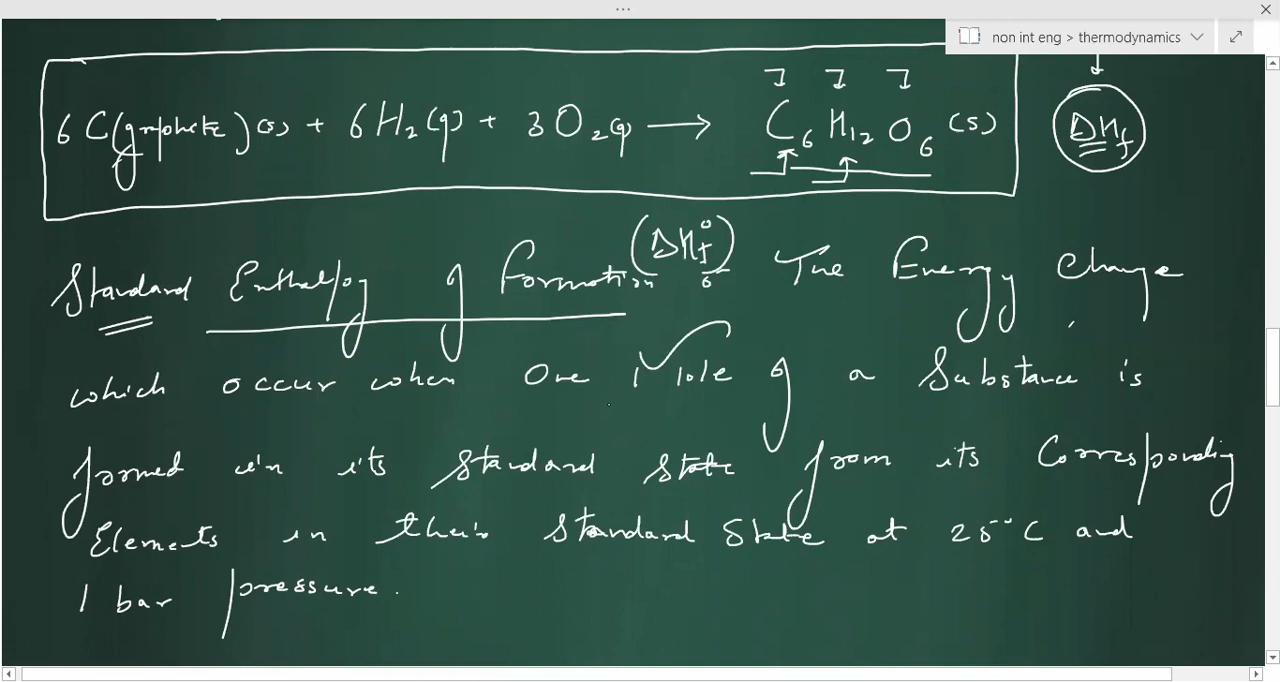 non int eng > thermodynamics
6 C(graphite)(s) + 6 H₂(g) + 3 O₂(g) → C₆ H₁₂ O₆ (s)
ΔHf
Standard Enthalpy of Formation (ΔHf°) The Energy Change
which occur when One Mole of a Substance is
formed in its Standard State from its Corresponding
Elements in their Standard State at 25°C and
1 bar pressure.